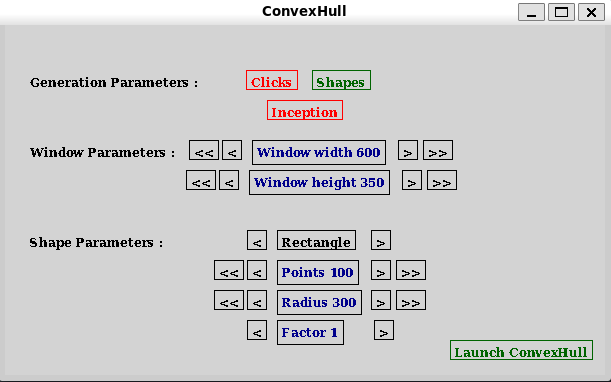 ConvexHull
Generation Parameters : Clicks Shapes
Inception
Window Parameters : << < Window width 600 > >>
<< < Window height 350 > >>
Shape Parameters : < Rectangle >
<< < Points 100 > >>
<< < Radius 300 > >>
< Factor 1 >
Launch ConvexHull